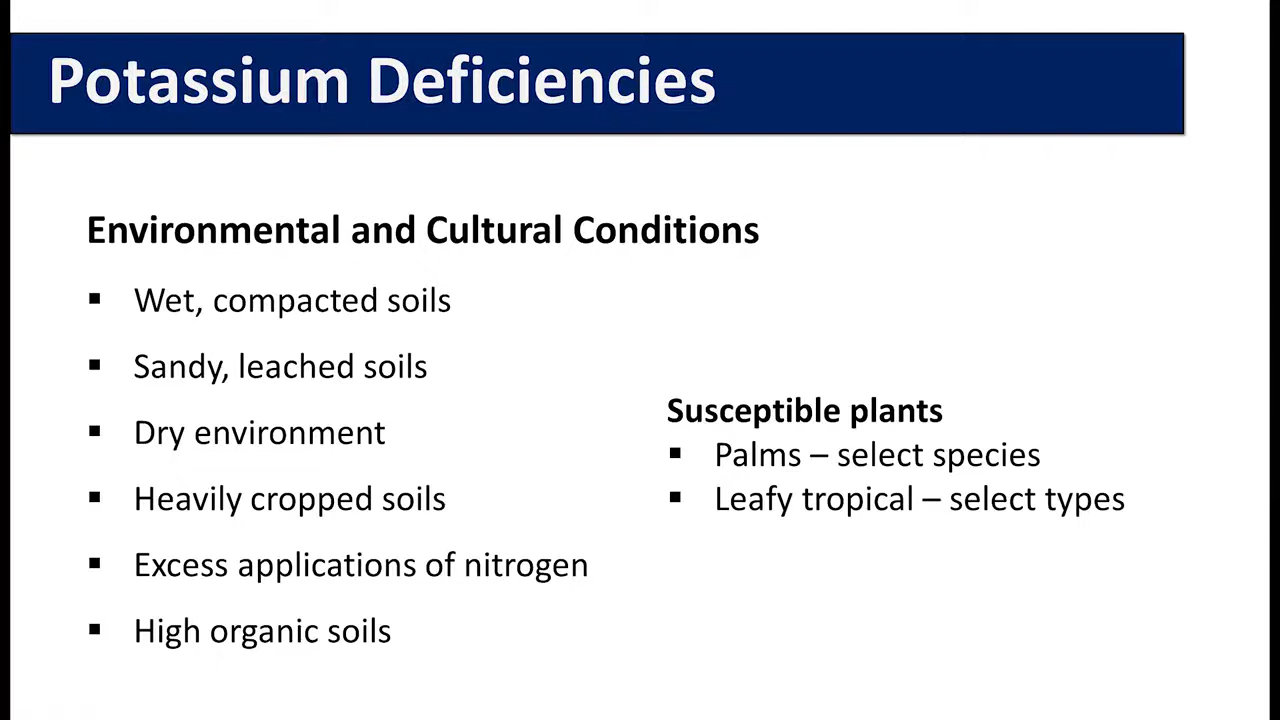 Potassium Deficiencies
Environmental and Cultural Conditions
▪ Wet, compacted soils
▪ Sandy, leached soils
▪ Dry environment
▪ Heavily cropped soils
▪ Excess applications of nitrogen
▪ High organic soils
Susceptible plants
▪ Palms – select species
▪ Leafy tropical – select types